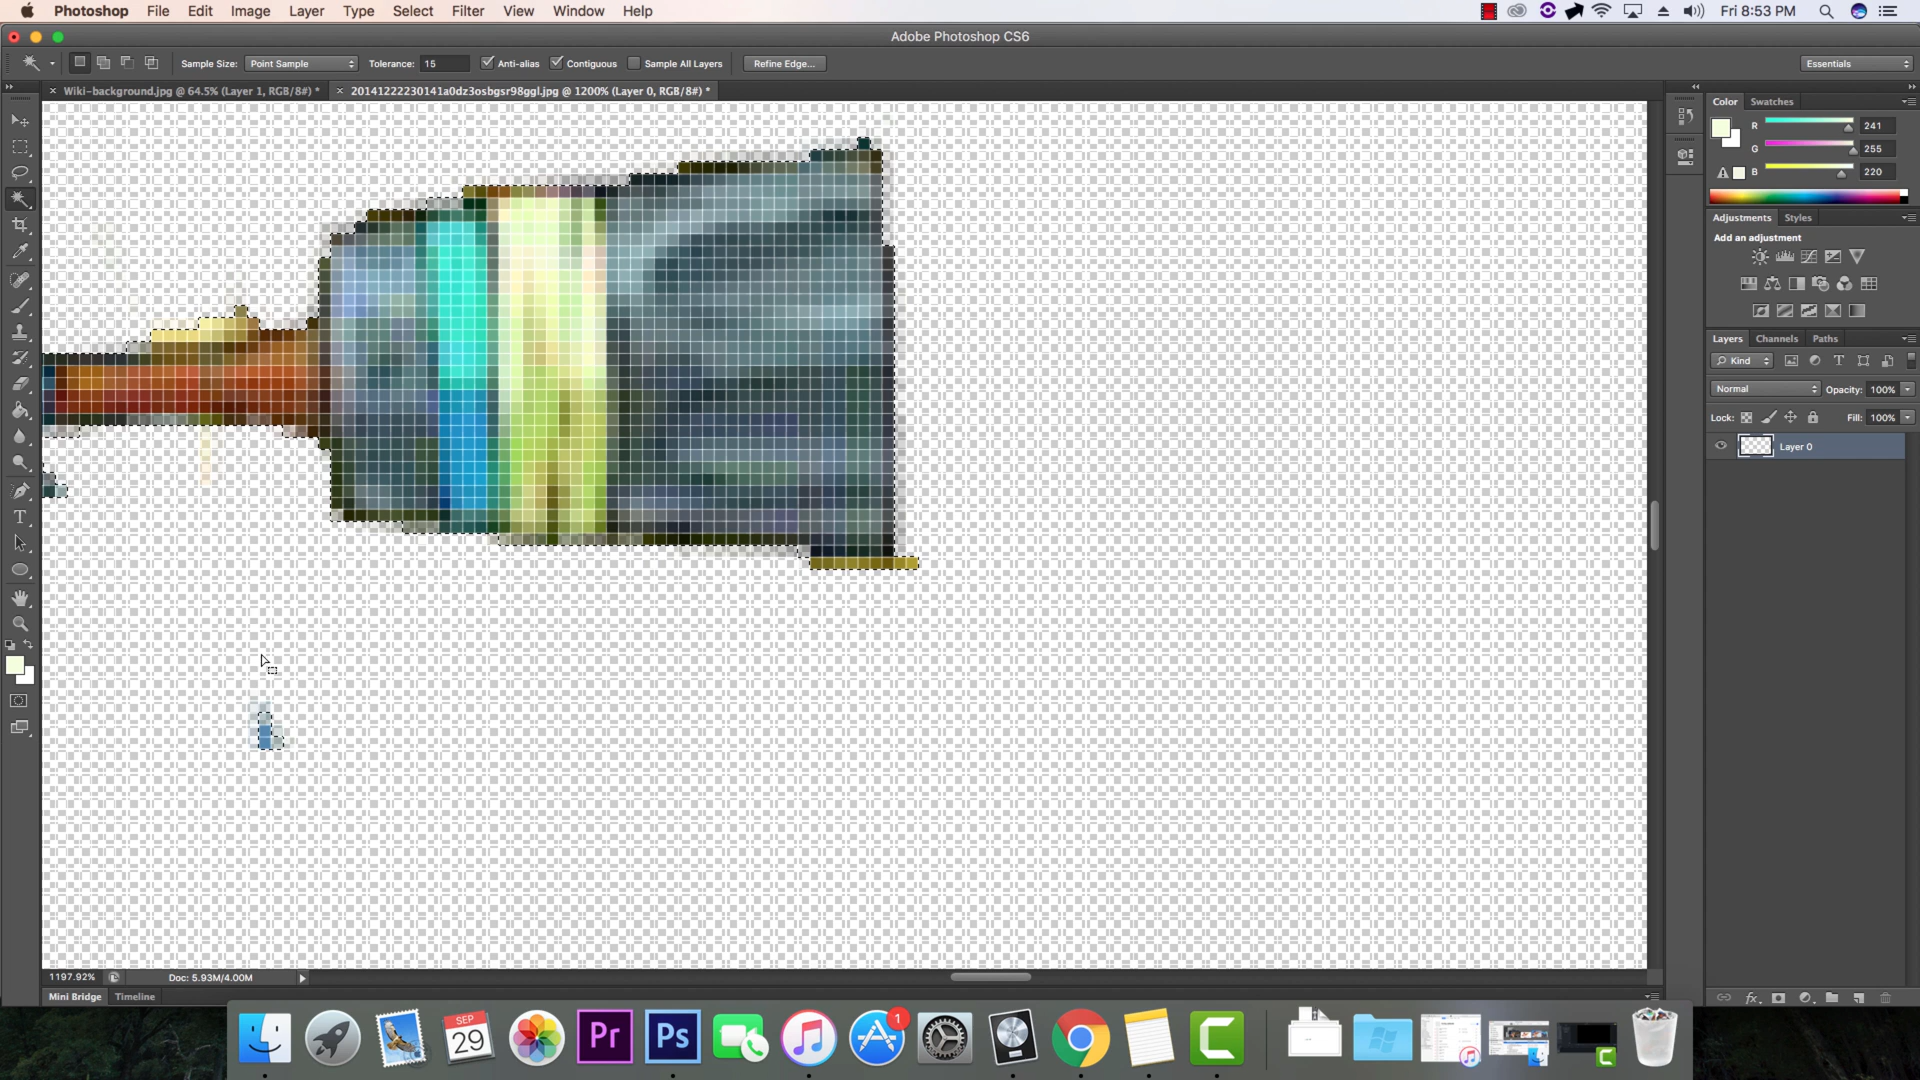 Photoshop File Edit Image Layer Type Select Filter View Window Help Fri 8:53 PM
Adobe Photoshop CS6
Sample Size: Point Sample Tolerance: 15 Anti-alias Contiguous Sample All Layers Refine Edge... Essentials
Wiki-background.jpg @ 64.5% (Layer 1, RGB/8#) * 20141222230141a0dz3osbgsr98ggl.jpg @ 1200% (Layer 0, RGB/8#) *
Color Swatches
R 241
G 255
B 220
Adjustments Styles
Add an adjustment
Layers Channels Paths
Kind
Normal Opacity: 100%
Lock: Fill: 100%
Layer 0
1197.92% Doc: 5.93M/4.00M
Mini Bridge Timeline
SEP
29
Pr
Ps
1